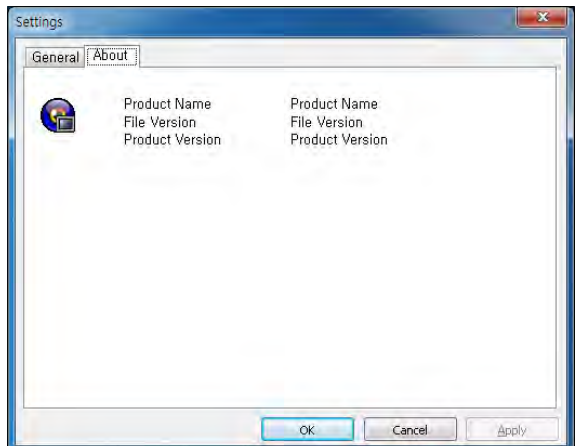 Settings
General About
Product Name Product Name
File Version File Version
Product Version Product Version
OK Cancel Apply